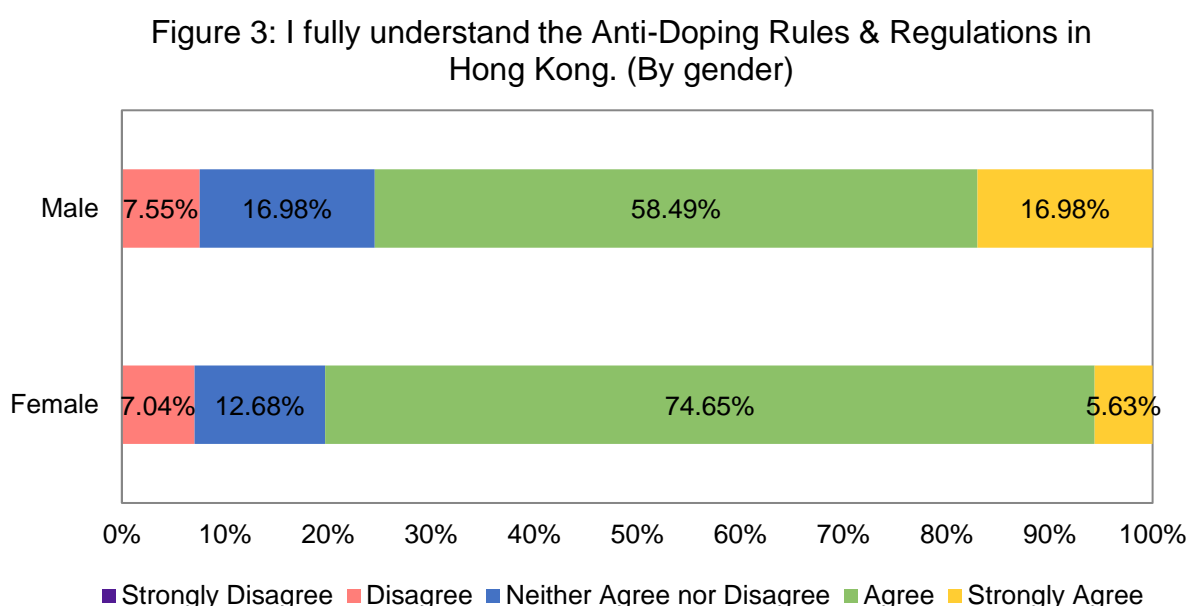 Figure 3: I fully understand the Anti-Doping Rules & Regulations in
Hong Kong. (By gender)
Male
7.55% 16.98% 58.49% 16.98%
Female
7.04% 12.68% 74.65% 5.63%
0% 10% 20% 30% 40% 50% 60% 70% 80% 90% 100%
Strongly Disagree Disagree Neither Agree nor Disagree Agree Strongly Agree